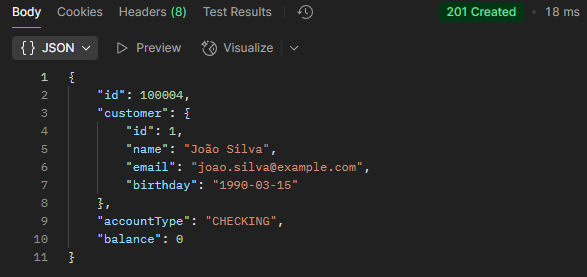 Body Cookies Headers (8) Test Results 201 Created • 18 ms
{ } JSON Preview Visualize
1 {
2 "id": 100004,
3 "customer": {
4 "id": 1,
5 "name": "João Silva",
6 "email": "joao.silva@example.com",
7 "birthday": "1990-03-15"
8 },
9 "accountType": "CHECKING",
10 "balance": 0
11 }